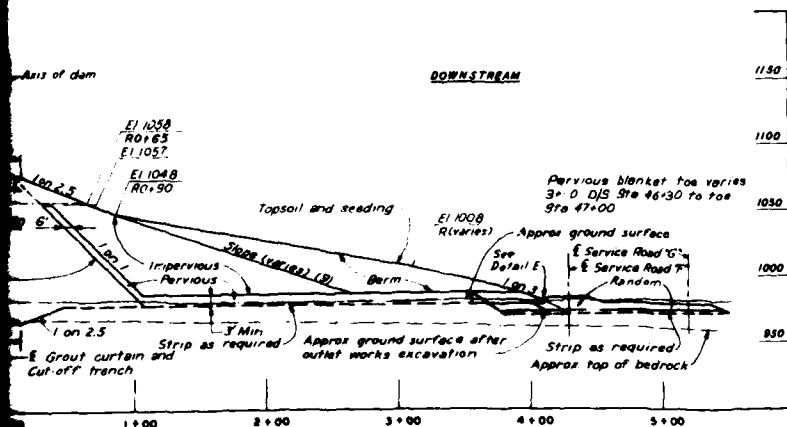 Axis of dam
DOWNSTREAM
1150
1100
1050
1000
950
El 1058
R0+65
El 1057
El 1048
R0+90
1 on 2.5
6'
1 on 1
Impervious
Pervious
Topsoil and seeding
Slope (varies)
Berm
El 1008
R(varies)
Approx ground surface
Pervious blanket toe varies
3+0 D/S Sta 46+30 to toe
Sta 47+00
See
Detail E
1 on 3
℄ Service Road "G"
℄ Service Road "F"
Random
1 on 2.5
3' Min
Strip as required
Approx ground surface after
outlet works excavation
Strip as required
Approx top of bedrock
℄ Grout curtain and
Cut-off trench
1+00
2+00
3+00
4+00
5+00